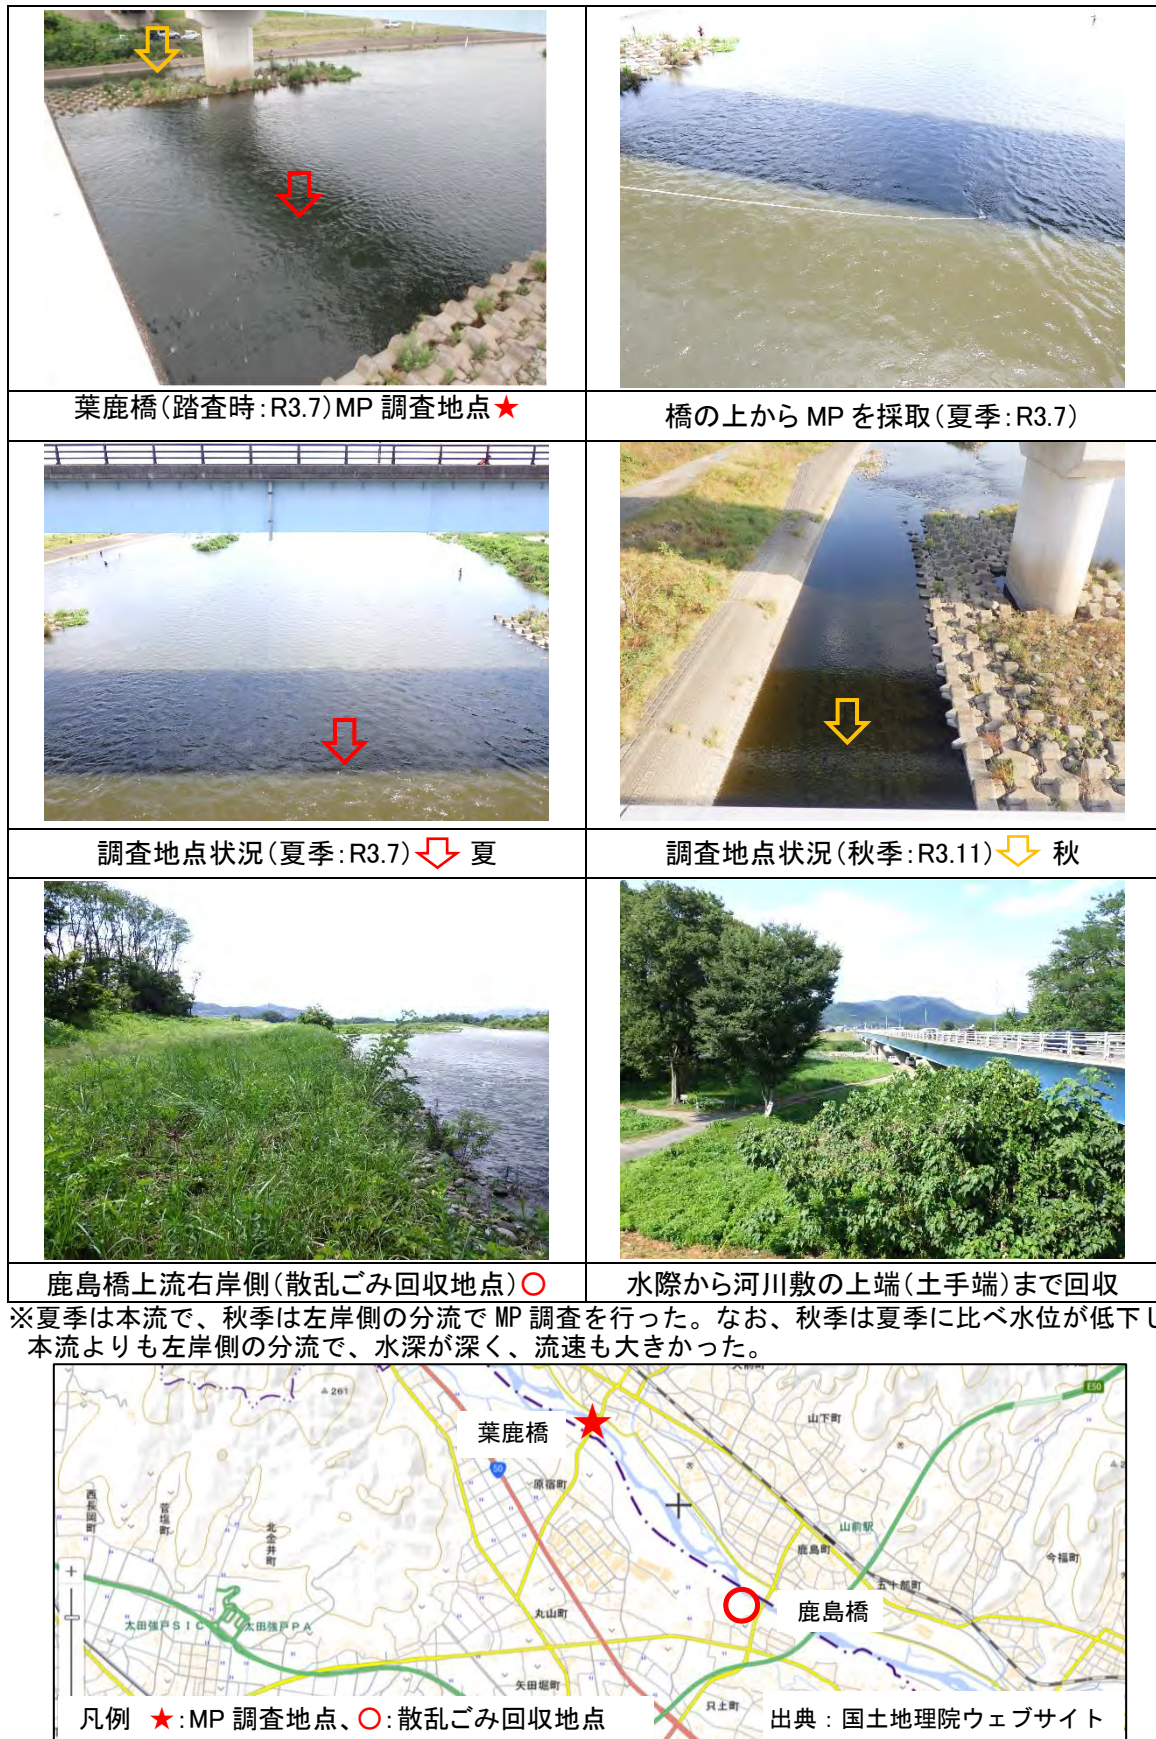 葉鹿橋(踏査時:R3.7)MP 調査地点★
橋の上から MP を採取(夏季:R3.7)
調査地点状況(夏季:R3.7) 夏
調査地点状況(秋季:R3.11) 秋
鹿島橋上流右岸側(散乱ごみ回収地点)○
水際から河川敷の上端(土手端)まで回収
※夏季は本流で、秋季は左岸側の分流で MP 調査を行った。なお、秋季は夏季に比べ水位が低下し
本流よりも左岸側の分流で、水深が深く、流速も大きかった。
261
E50
山下町
葉鹿橋
50
原宿町
西長岡町
菅塩町
北金井町
山前駅
鹿島町
今福町
五十部町
丸山町
鹿島橋
太田強戸SIC
太田強戸PA
矢田堀町
只上町
凡例 ★:MP 調査地点、○:散乱ごみ回収地点
出典:国土地理院ウェブサイト